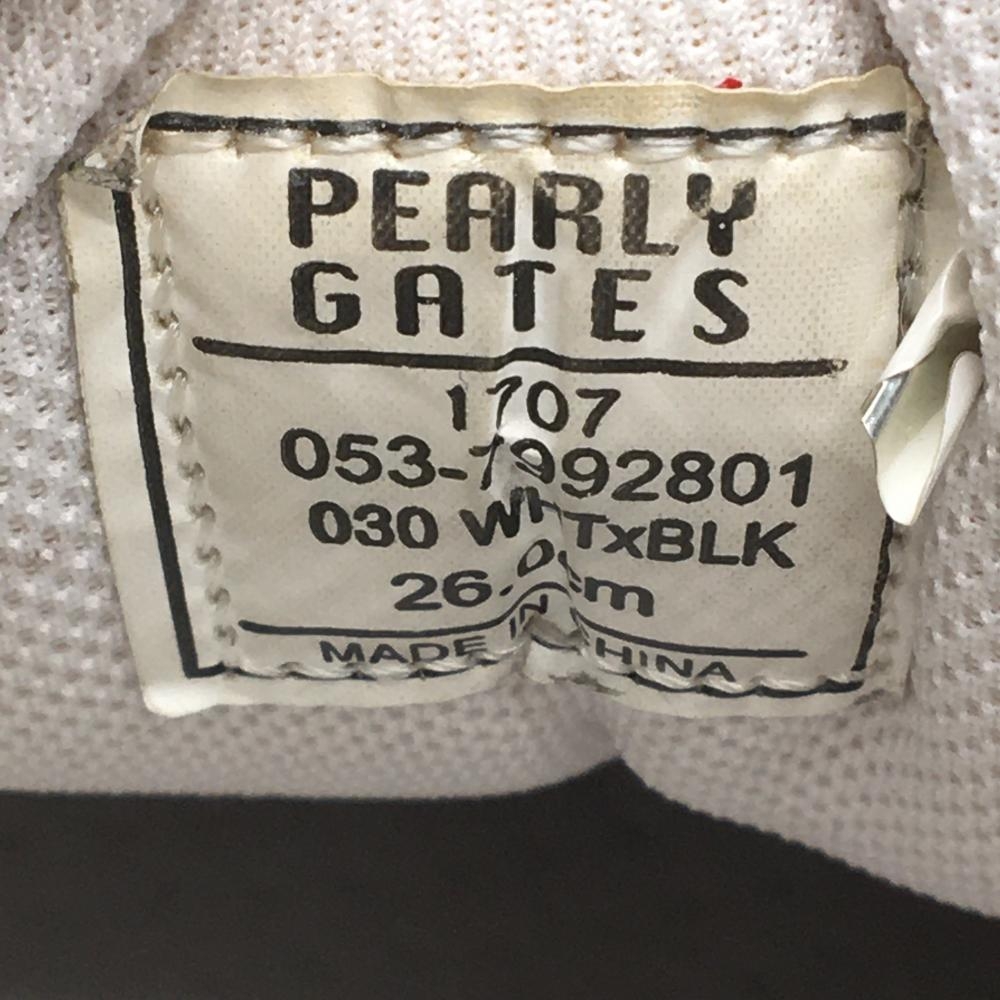 PEARLY
GATES
1707
053-7992801
030 WHTxBLK
26.0cm
MADE IN CHINA